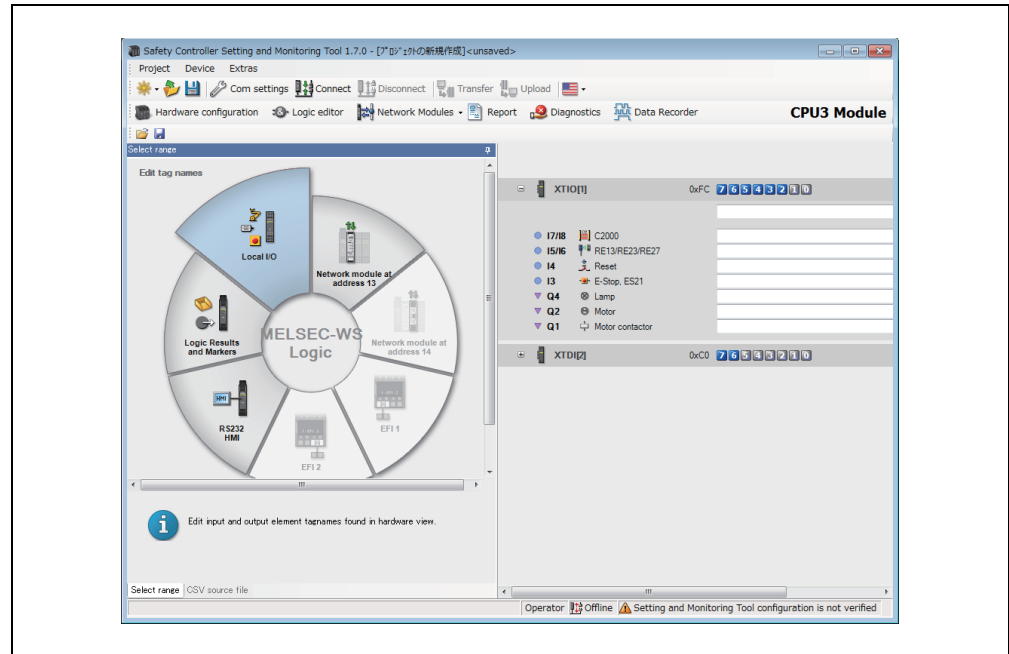 Safety Controller Setting and Monitoring Tool 1.7.0 - [ﾌﾟﾛｼﾞｪｸﾄの新規作成]<unsaved>
Project Device Extras
Com settings Connect Disconnect Transfer Upload
Hardware configuration Logic editor Network Modules Report Diagnostics Data Recorder CPU3 Module
Select range
Edit tag names
Local I/O
Network module at
address 13
Network module at
address 14
EFI 1
EFI 2
RS232
HMI
HMI
Logic Results
and Markers
MELSEC-WS
Logic
Edit input and output element tagnames found in hardware view.
Select range CSV source file
XTIO[1] 0xFC 7 6 5 4 3 2 1 0
I7/I8 C2000
I5/I6 RE13/RE23/RE27
I4 Reset
I3 E-Stop, ES21
Q4 Lamp
Q2 Motor
Q1 Motor contactor
XTDI[2] 0xC0 7 6 5 4 3 2 1 0
Operator Offline Setting and Monitoring Tool configuration is not verified